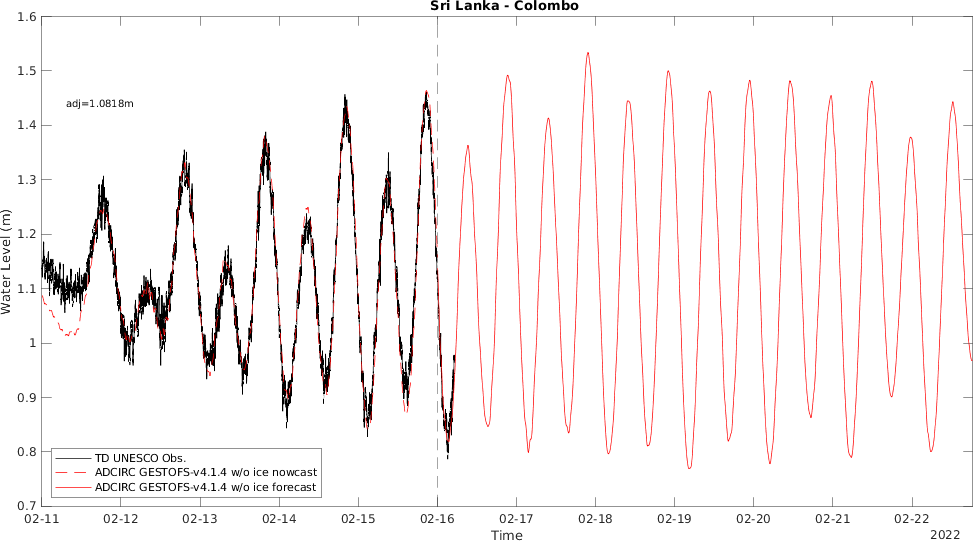 Sri Lanka - Colombo
adj=1.0818m
Water Level (m)
1.6
1.5
1.4
1.3
1.2
1.1
1
0.9
0.8
0.7
TD UNESCO Obs.
ADCIRC GESTOFS-v4.1.4 w/o ice nowcast
ADCIRC GESTOFS-v4.1.4 w/o ice forecast
02-11 02-12 02-13 02-14 02-15 02-16 02-17 02-18 02-19 02-20 02-21 02-22
Time
2022